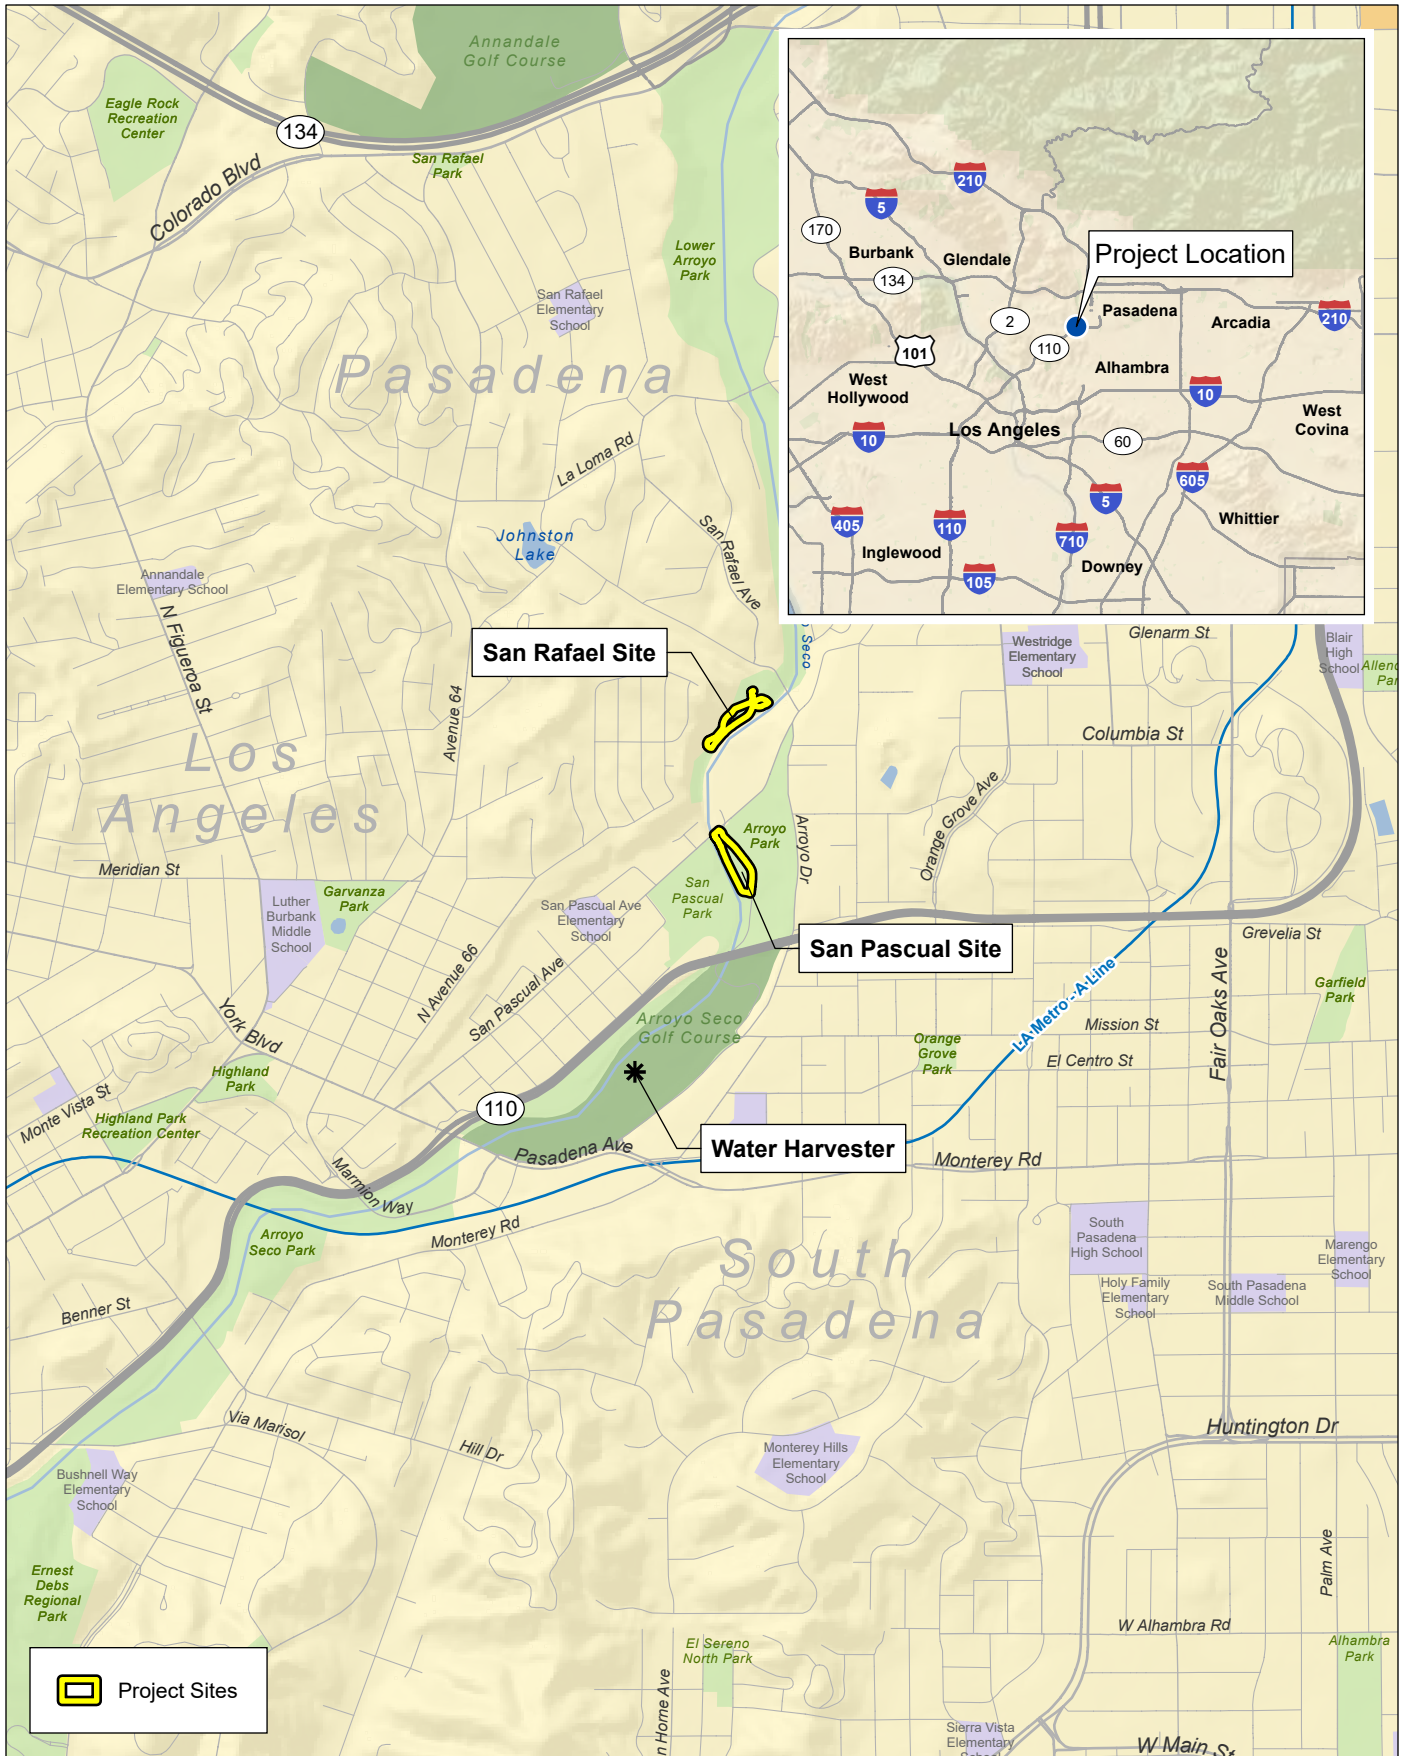 Annandale
Golf Course
Eagle Rock
Recreation
Center
134
San Rafael
Park
Colorado Blvd
Lower
Arroyo
Park
San Rafael
Elementary
School
Pasadena
La Loma Rd
Johnston
Lake
San Rafael Ave
Annandale
Elementary School
N Figueroa St
San Rafael Site
Avenue 64
Los
Angeles
Meridian St
Luther
Burbank
Middle
School
Garvanza
Park
San Pascual Ave
Elementary
School
San
Pascual
Park
Arroyo
Park
Arroyo Dr
San Pascual Site
N Avenue 66
San Pascual Ave
York Blvd
Arroyo Seco
Golf Course
Highland
Park
Monte Vista St
Highland Park
Recreation Center
110
Water Harvester
Pasadena Ave
Marmion Way
Monterey Rd
Arroyo
Seco Park
Benner St
South
Pasadena
Via Marisol
Hill Dr
Bushnell Way
Elementary
School
Ernest
Debs
Regional
Park
Monterey Hills
Elementary
School
El Sereno
North Park
Project Sites
210
5
170
Burbank
Glendale
134
Project Location
2
110
Pasadena
Arcadia
210
101
Alhambra
West
Hollywood
10
West
Covina
Los Angeles
10
60
605
5
405
110
710
Whittier
Inglewood
105
Downey
Seco
Westridge
Elementary
School
Glenarm St
Blair
High
School
Columbia St
Orange Grove Ave
Grevelia St
Fair Oaks Ave
Garfield
Park
LA Metro - A Line
Mission St
Orange
Grove
Park
El Centro St
Monterey Rd
South
Pasadena
High School
Holy Family
Elementary
School
South Pasadena
Middle School
Marengo
Elementary
School
Huntington Dr
Palm Ave
W Alhambra Rd
Alhambra
Park
Sierra Vista
Elementary
School
W Main St